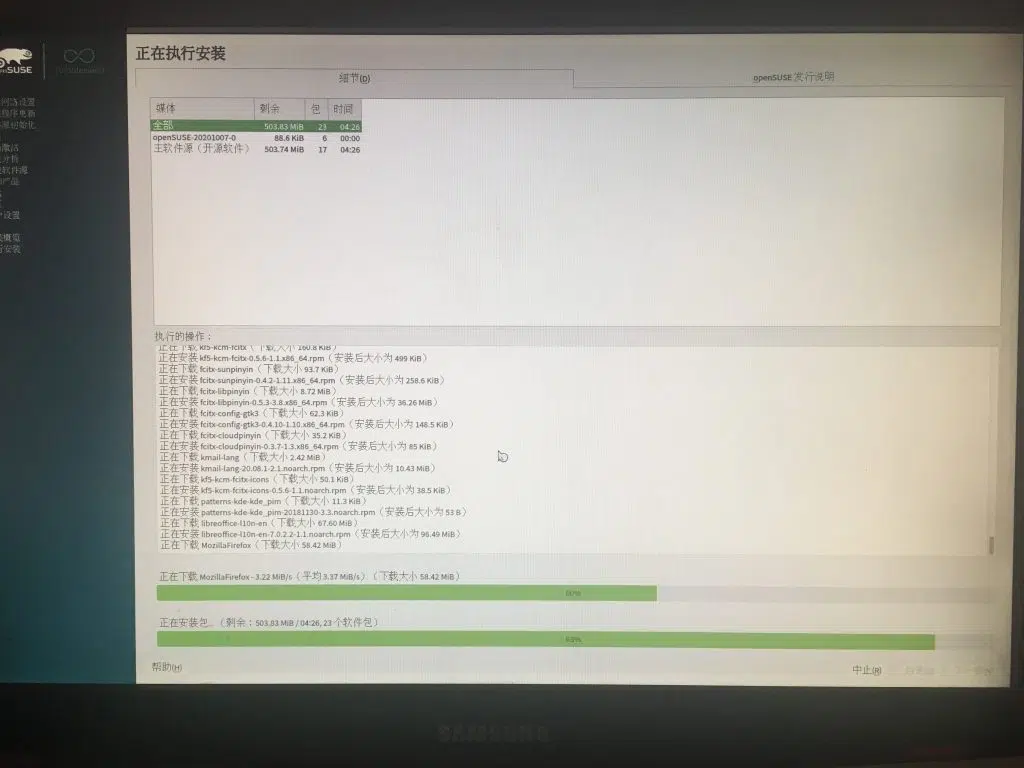 正在执行安装
细节(D)
openSUSE 发行说明
SUSE
网络设置
程序更新
初始化
激活
分析
软件源
产品
设置
概览
安装
媒体 剩余 包 时间
全部 503.83 MiB 23 04:26
openSUSE-20201007-0 88.6 KiB 6 00:00
主软件源（开源软件） 503.74 MiB 17 04:26
执行的操作：
正在下载 kf5-kcm-fcitx（下载大小 160.8 KiB）
正在安装 kf5-kcm-fcitx-0.5.6-1.1.x86_64.rpm（安装后大小为 499 KiB）
正在下载 fcitx-sunpinyin（下载大小 93.7 KiB）
正在安装 fcitx-sunpinyin-0.4.2-1.11.x86_64.rpm（安装后大小为 258.6 KiB）
正在下载 fcitx-libpinyin（下载大小 8.72 MiB）
正在安装 fcitx-libpinyin-0.5.3-3.8.x86_64.rpm（安装后大小为 36.26 MiB）
正在下载 fcitx-config-gtk3（下载大小 62.3 KiB）
正在安装 fcitx-config-gtk3-0.4.10-1.10.x86_64.rpm（安装后大小为 148.5 KiB）
正在下载 fcitx-cloudpinyin（下载大小 35.2 KiB）
正在安装 fcitx-cloudpinyin-0.3.7-1.3.x86_64.rpm（安装后大小为 85 KiB）
正在下载 kmail-lang（下载大小 2.42 MiB）
正在安装 kmail-lang-20.08.1-2.1.noarch.rpm（安装后大小为 10.43 MiB）
正在下载 kf5-kcm-fcitx-icons（下载大小 50.1 KiB）
正在安装 kf5-kcm-fcitx-icons-0.5.6-1.1.noarch.rpm（安装后大小为 38.5 KiB）
正在下载 patterns-kde-kde_pim（下载大小 11.3 KiB）
正在安装 patterns-kde-kde_pim-20181130-3.3.noarch.rpm（安装后大小为 53 B）
正在下载 libreoffice-l10n-en（下载大小 67.60 MiB）
正在安装 libreoffice-l10n-en-7.0.2.2-1.1.noarch.rpm（安装后大小为 96.49 MiB）
正在下载 MozillaFirefox（下载大小 58.42 MiB）
正在下载 MozillaFirefox - 3.22 MiB/s（平均 3.37 MiB/s）（下载大小 58.42 MiB）
60%
正在安装包...（剩余：503.83 MiB / 04:26, 23 个软件包）
93%
帮助(H)
中止(R)
SAMSUNG